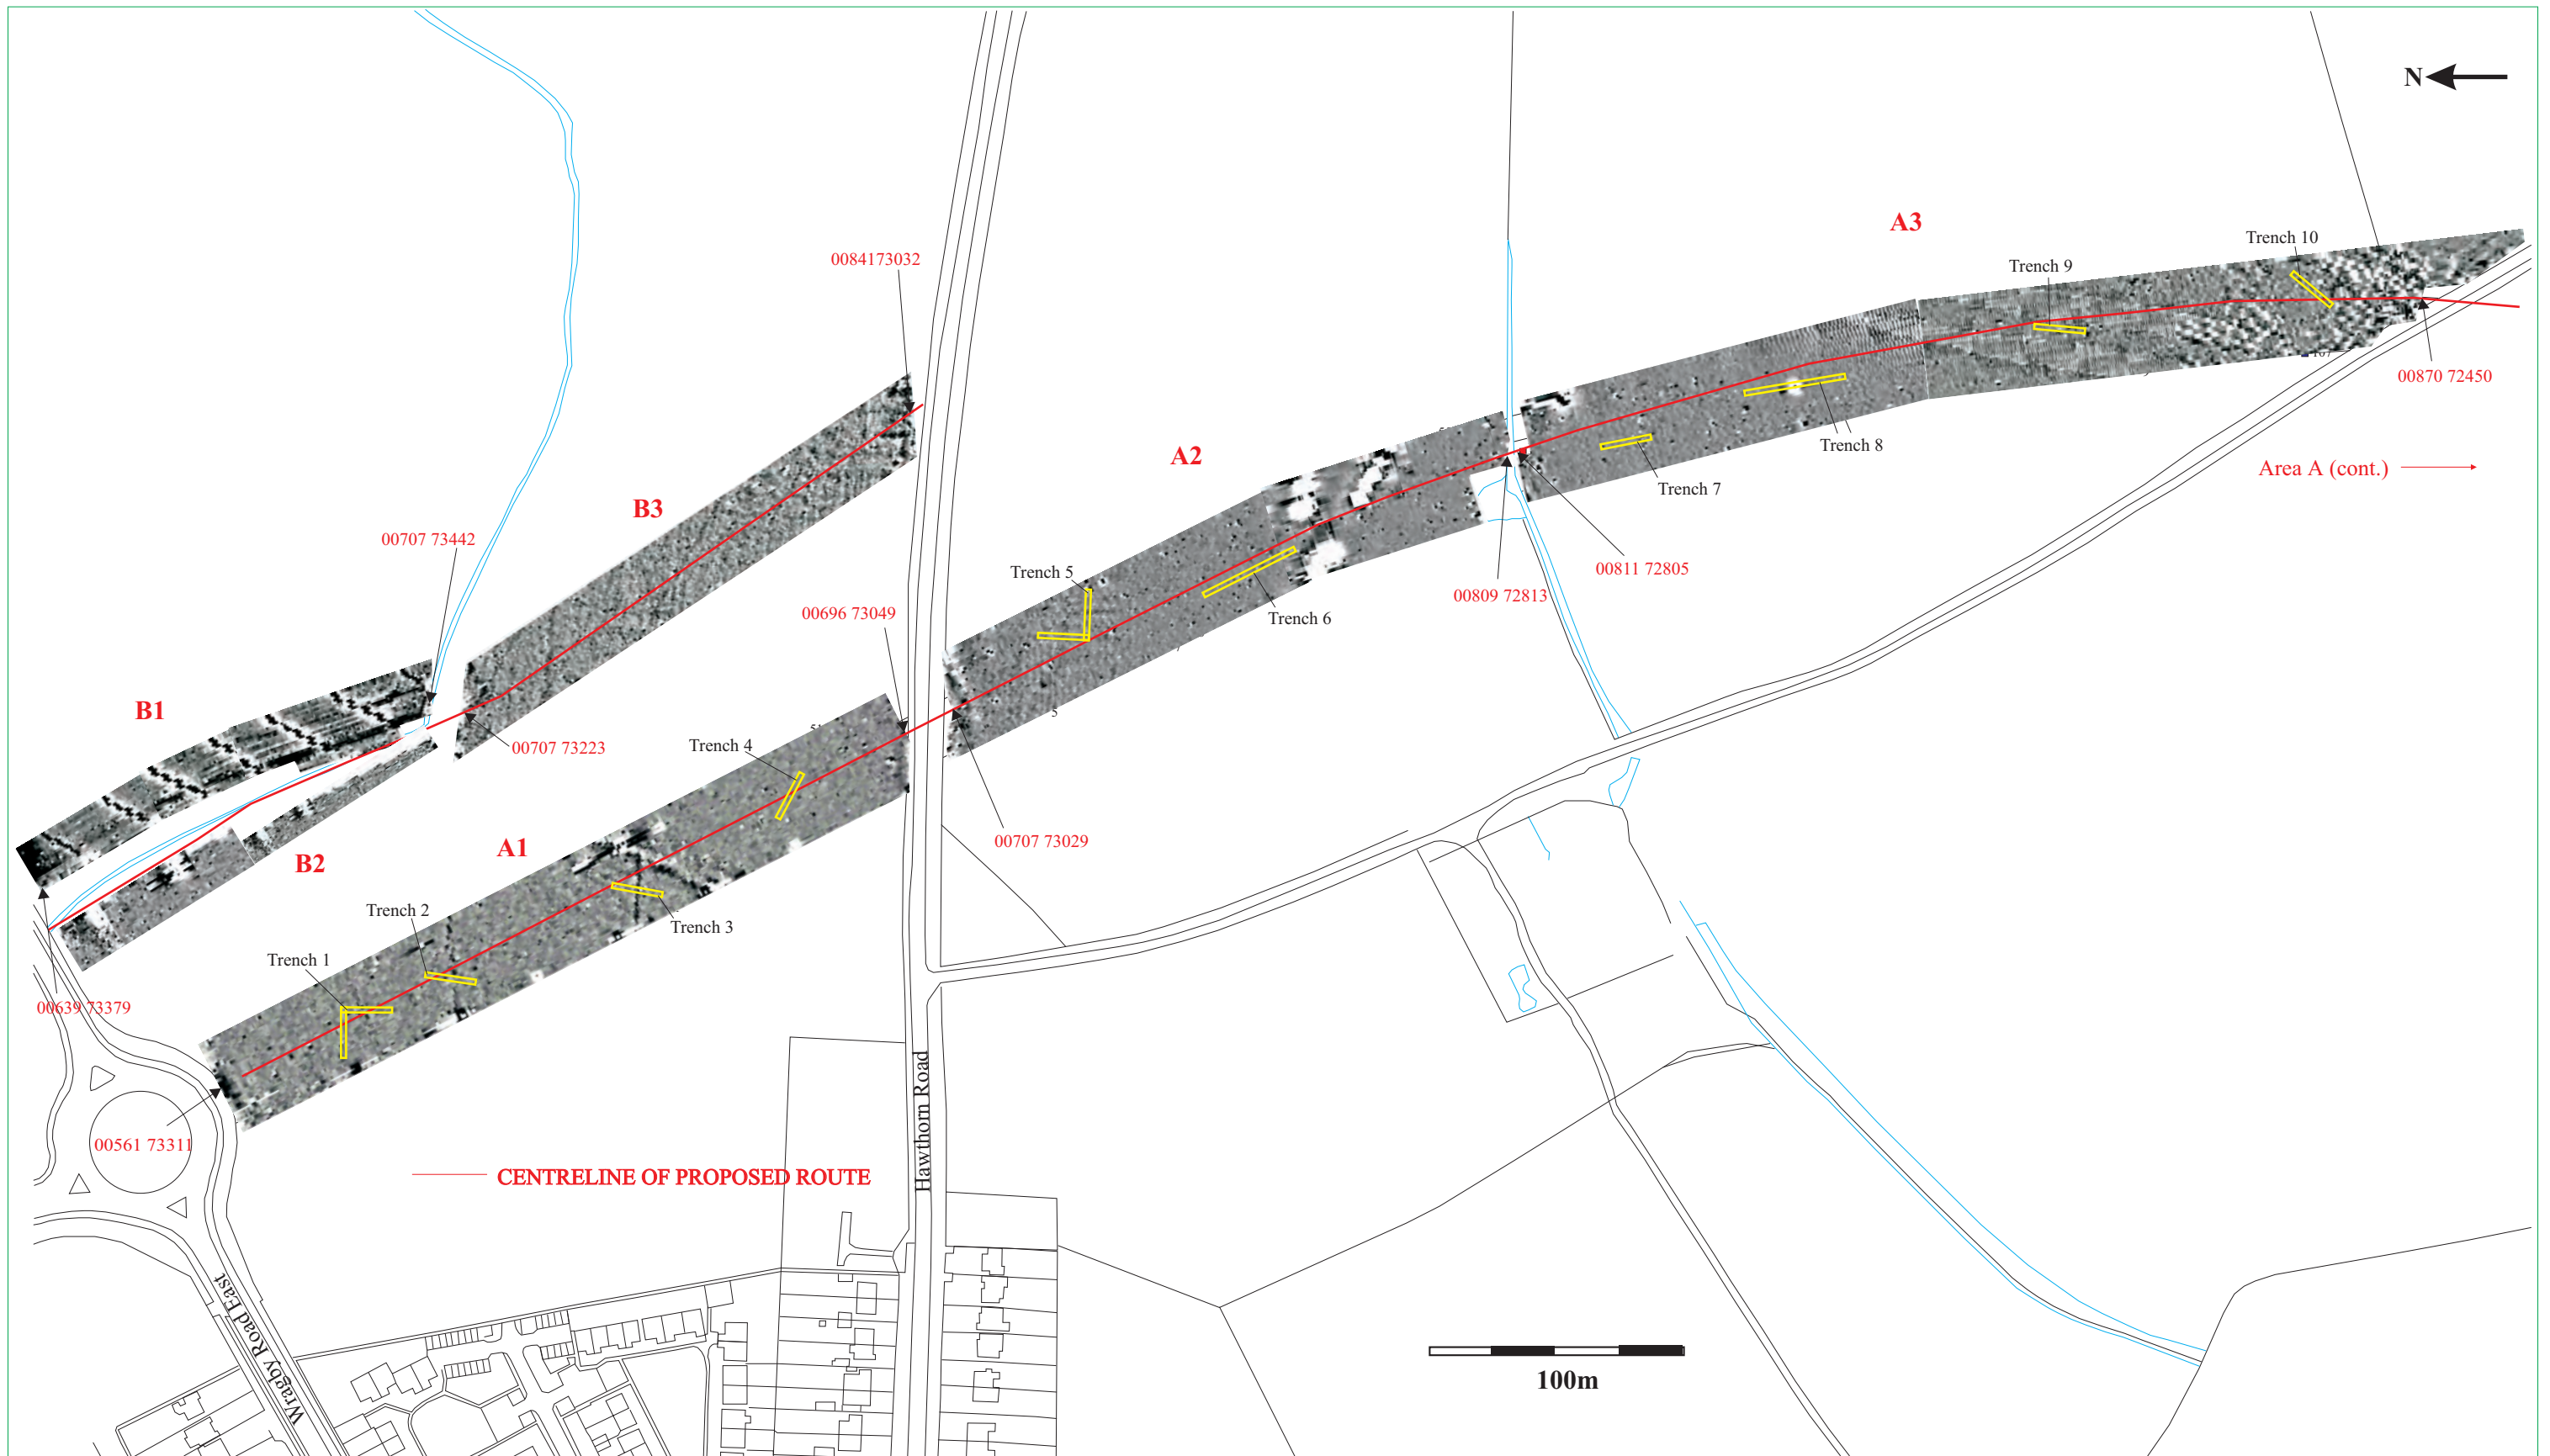 N
A3
Trench 10
Trench 9
0084173032
00870 72450
A2
Trench 8
Area A (cont.)
Trench 7
B3
00707 73442
Trench 5
00811 72805
00809 72813
00696 73049
Trench 6
B1
5
00707 73223
Trench 4
00707 73029
A1
B2
Trench 2
Trench 3
Trench 1
00639 73379
00561 73311
CENTRELINE OF PROPOSED ROUTE
Hawthorn Road
Wragby Road East
100m